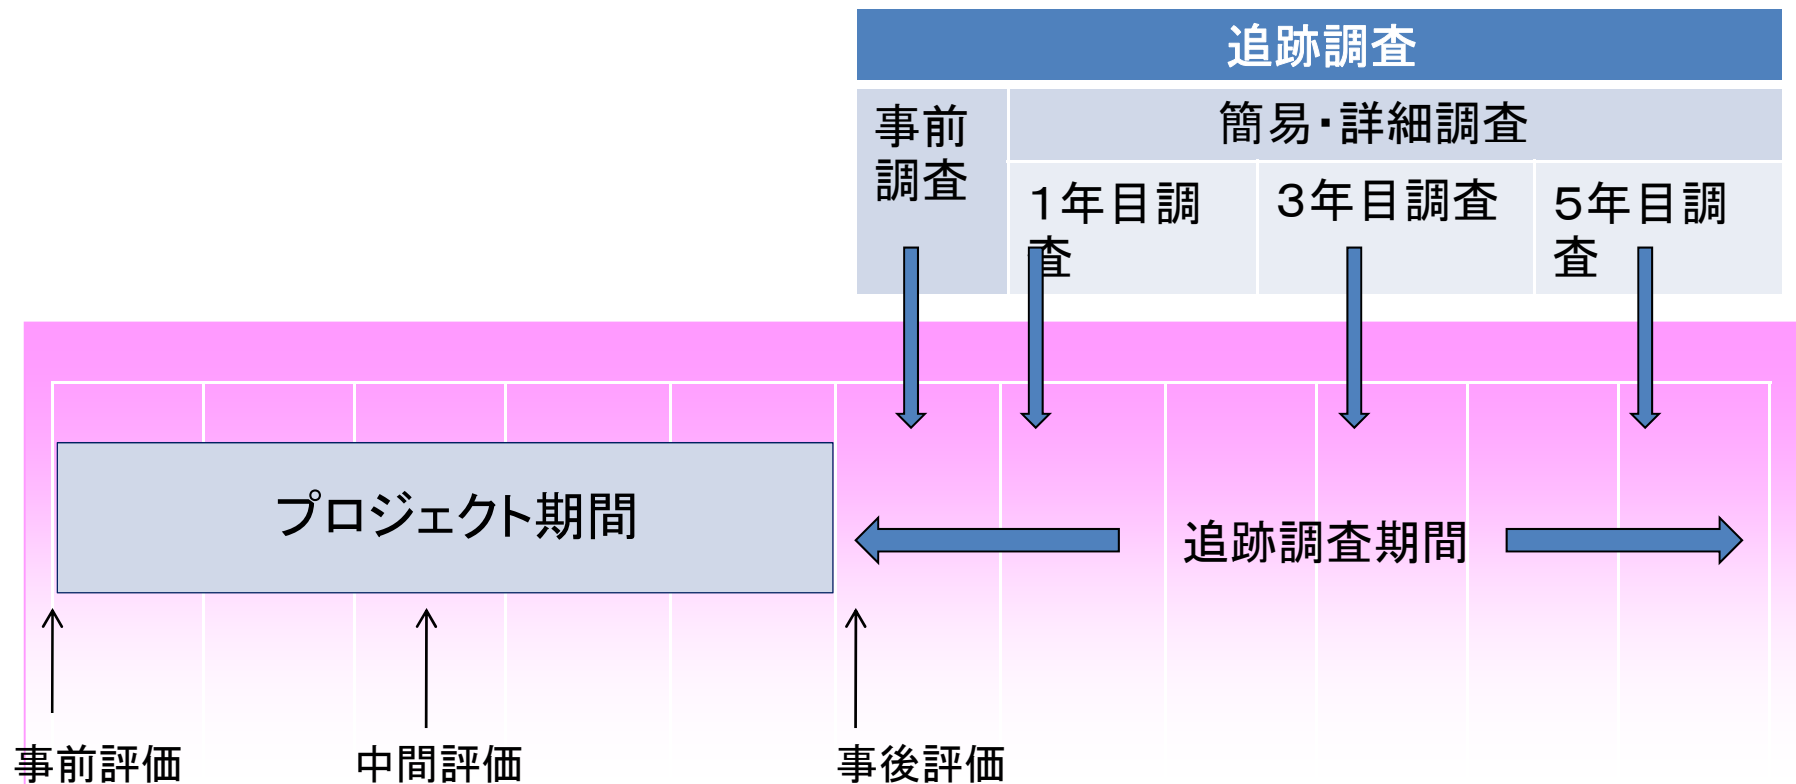 追跡調査
事前
調査
簡易・詳細調査
１年目調
査
３年目調査
５年目調
査
プロジェクト期間
追跡調査期間
事前評価
中間評価
事後評価